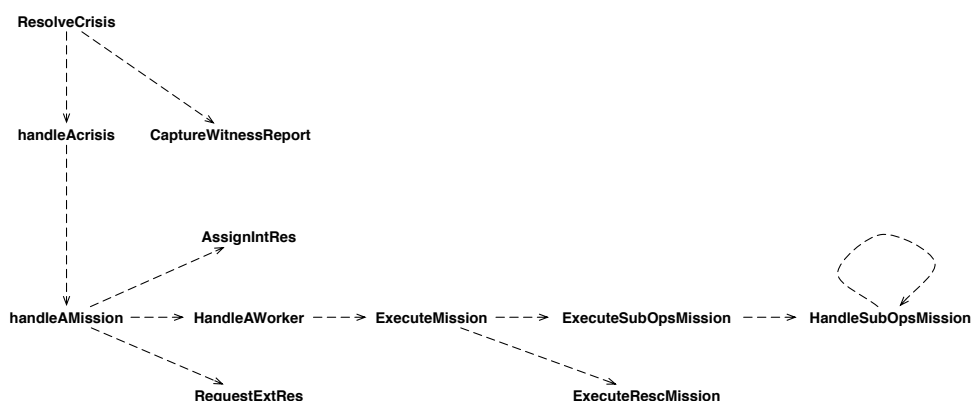 ResolveCrisis
handleAcrisis CaptureWitnessReport
AssignIntRes
handleAMission HandleAWorker ExecuteMission ExecuteSubOpsMission HandleSubOpsMission
RequestExtRes ExecuteRescMission